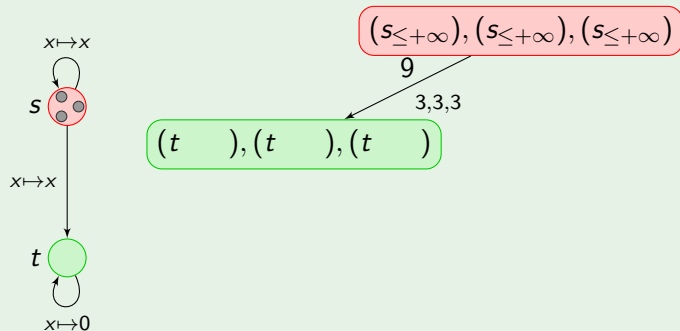 x↦x
(s≤+∞), (s≤+∞), (s≤+∞)
9
s
3,3,3
(t ), (t ), (t )
x↦x
t
x↦0